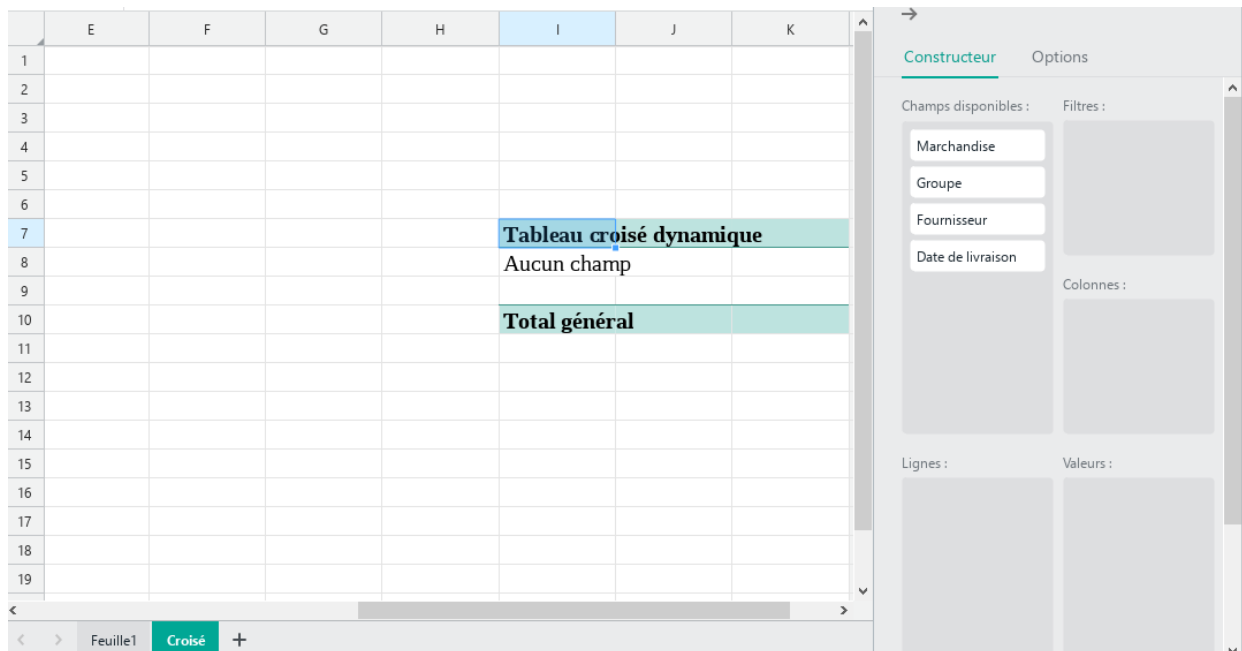 E F G H I J K
1
2
3
4
5
6
7 Tableau croisé dynamique
8 Aucun champ
9
10 Total général
11
12
13
14
15
16
17
18
19
Feuille1 Croisé +
→
Constructeur Options
Champs disponibles : Filtres :
Marchandise
Groupe
Fournisseur
Date de livraison
Colonnes :
Lignes : Valeurs :